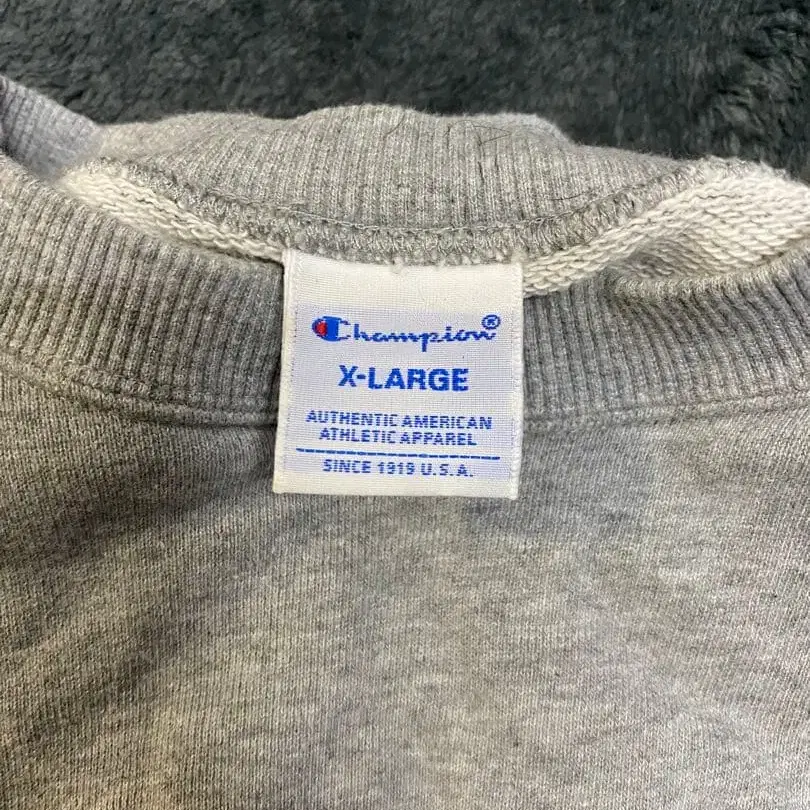 Champion®
X-LARGE
AUTHENTIC AMERICAN
ATHLETIC APPAREL
SINCE 1919 U.S.A.